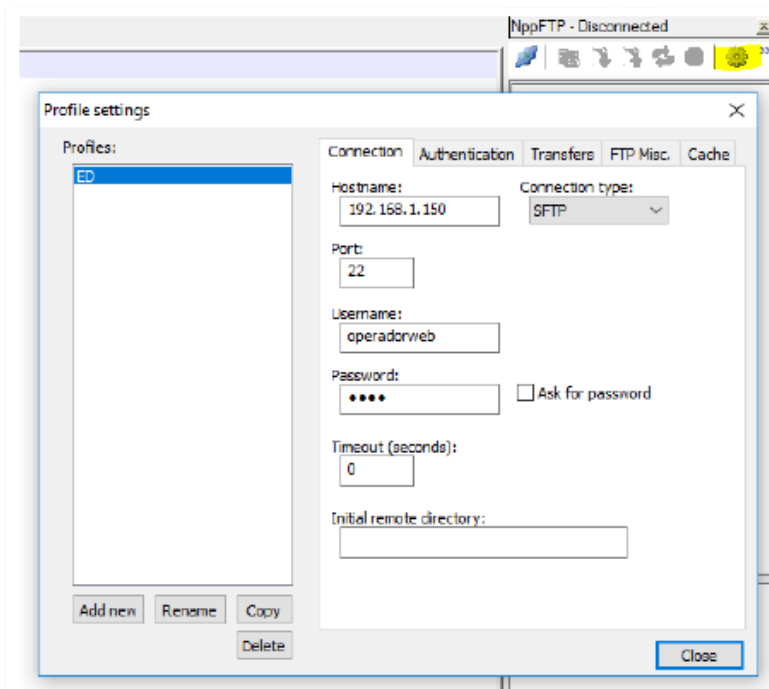 NppFTP - Disconnected
Profile settings
Profiles:
ED
Add new Rename Copy
Delete
Connection Authentication Transfers FTP Misc. Cache
Hostname: Connection type:
192.168.1.150 SFTP
Port:
22
Username:
operadorweb
Password:
•••• Ask for password
Timeout (seconds):
0
Initial remote directory:
Close